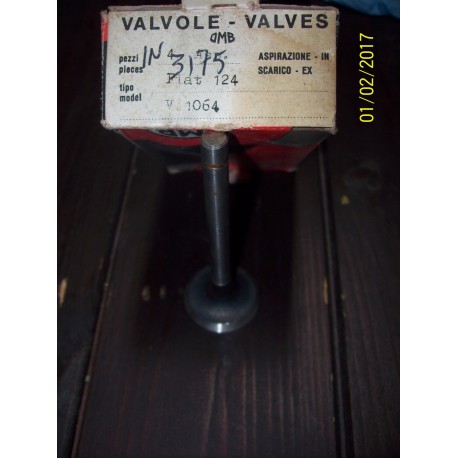 VALVOLE - VALVES
OMB
pezzi IN 4 ASPIRAZIONE - IN
pieces 3175 SCARICO - EX
tipo Fiat 124
model V. 1064
01/02/2017